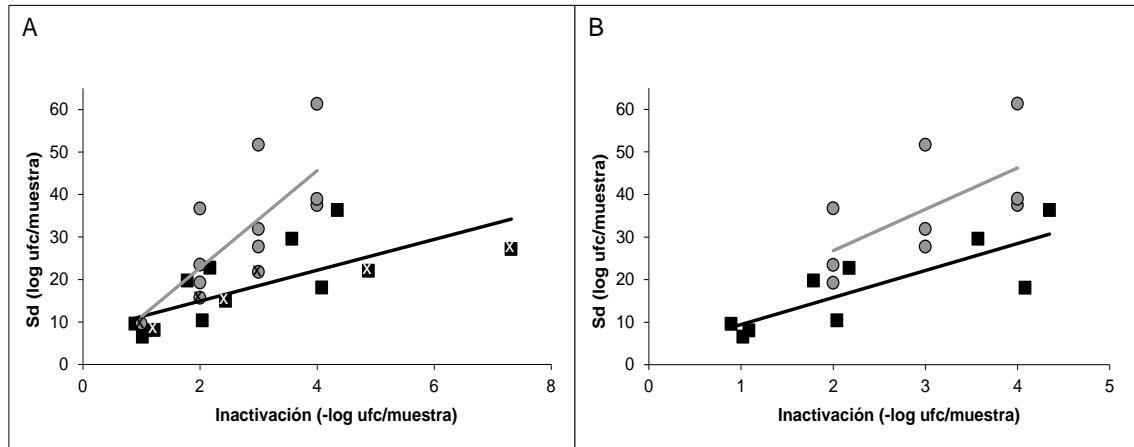 A
Sd (log ufc/muestra)
60
50
40
30
20
10
0
0 2 4 6 8
Inactivación (-log ufc/muestra)
X X X X X X X
B
Sd (log ufc/muestra)
60
50
40
30
20
10
0
0 1 2 3 4 5
Inactivación (-log ufc/muestra)